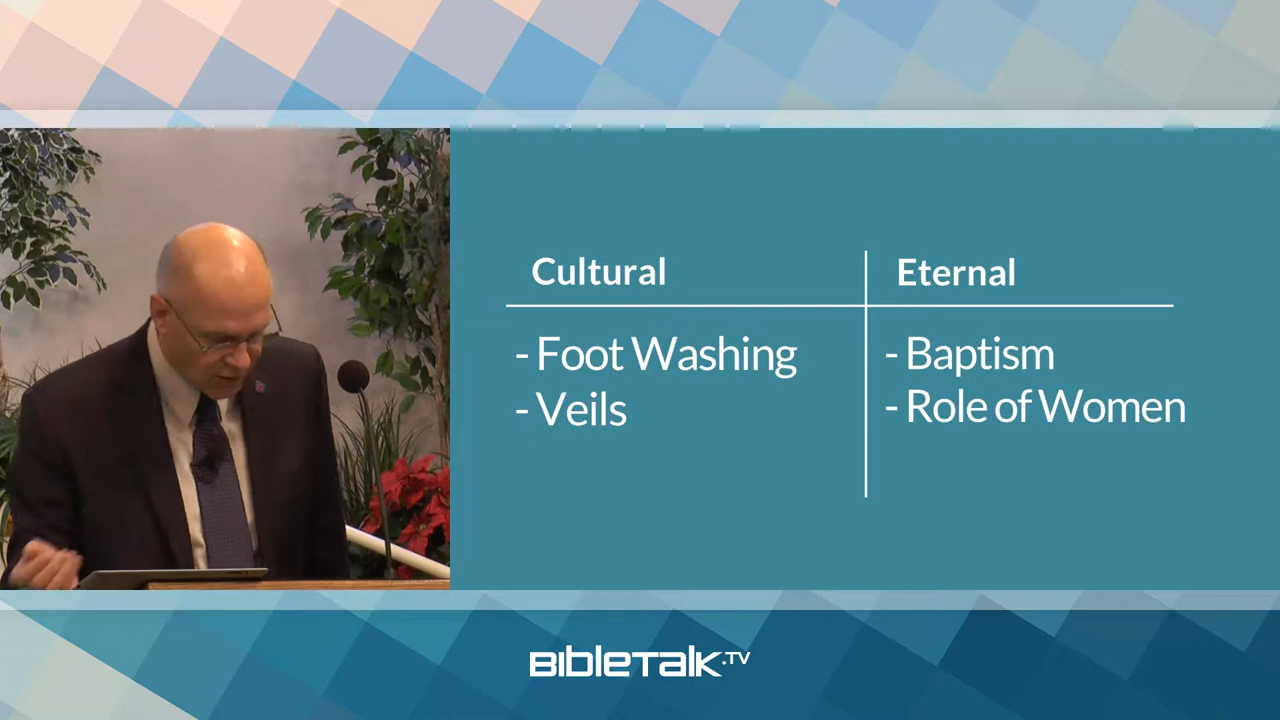 Cultural
Eternal
- Foot Washing
- Baptism
- Veils
- Role of Women
BIBLETALK.TV